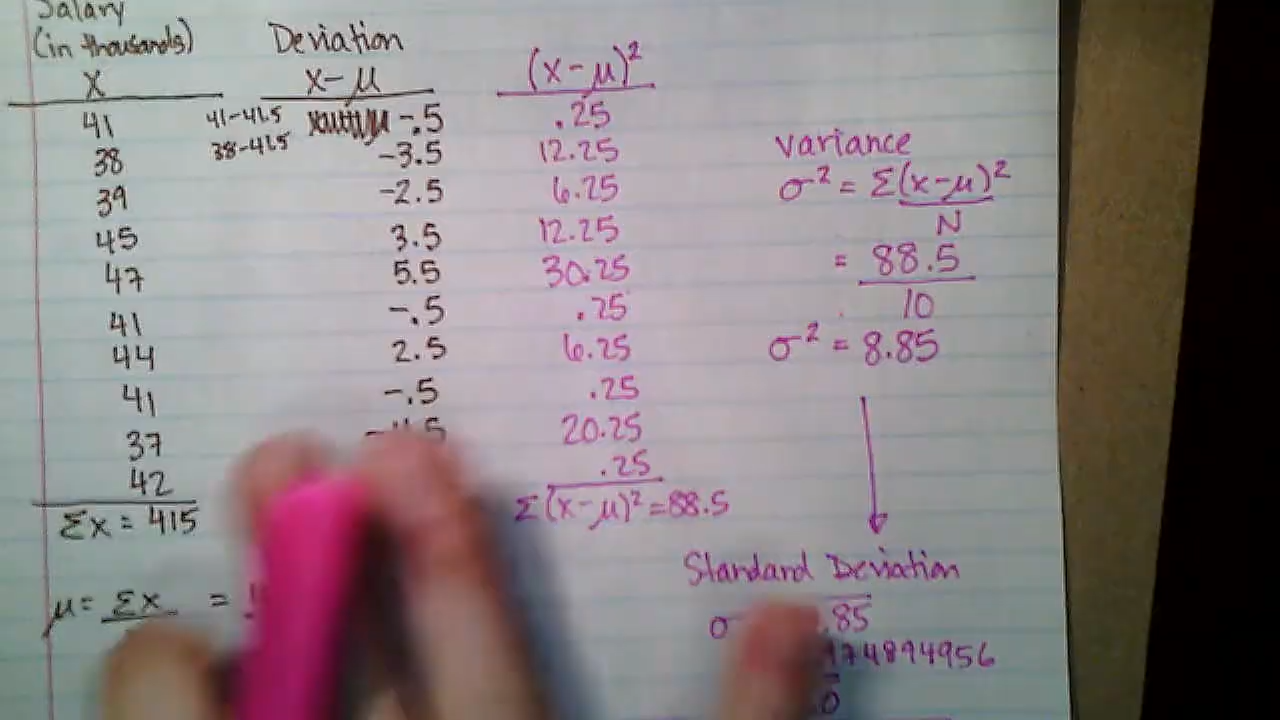 Salary
(in thousands)
x
41
38
39
45
47
41
44
41
37
42
Σx = 415
μ = Σx =
Deviation
x-μ
41-41.5 -.5
38-41.5 -3.5
-2.5
3.5
5.5
-.5
2.5
-.5
(x-μ)²
.25
12.25
6.25
12.25
30.25
.25
6.25
.25
20.25
.25
Σ(x-μ)²=88.5
variance
σ² = Σ(x-μ)²
N
= 88.5
10
σ² = 8.85
Standard Deviation
σ .85
74894956